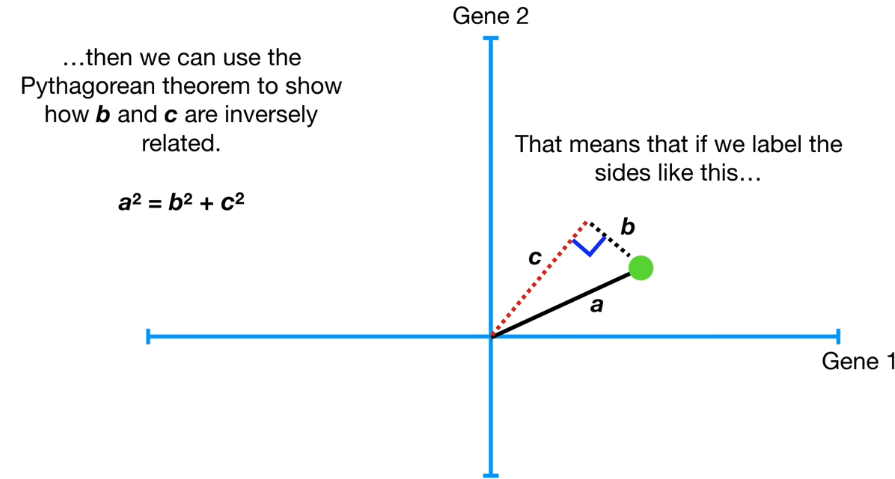 Gene 2
…then we can use the
Pythagorean theorem to show
how b and c are inversely
related.
a² = b² + c²
That means that if we label the
sides like this…
b
c
a
Gene 1